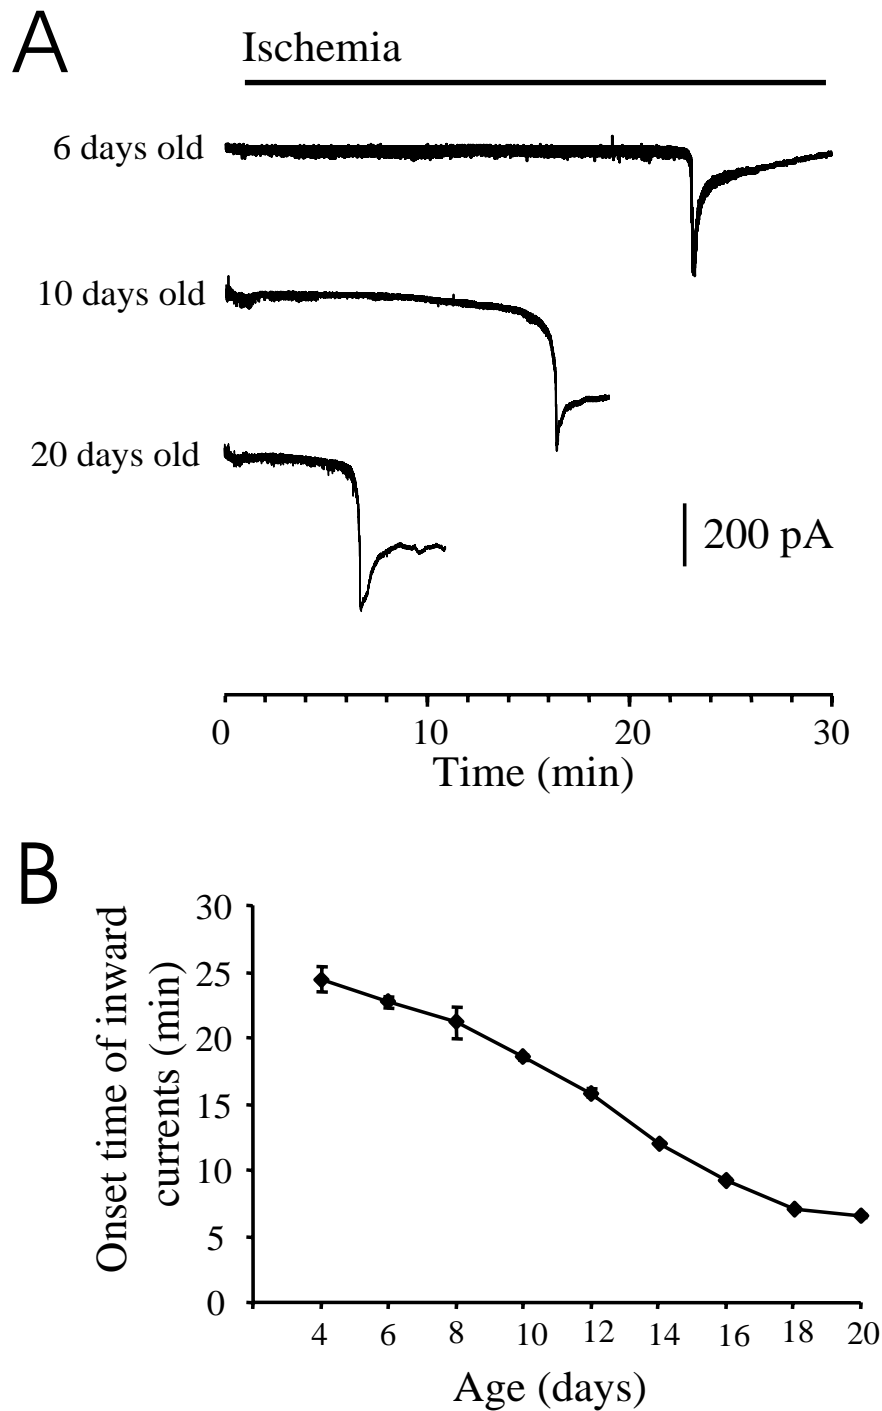 A
Ischemia
6 days old
10 days old
20 days old
200 pA
0 10 20 30
Time (min)
B
Onset time of inward
currents (min)
30
25
20
15
10
5
0
4 6 8 10 12 14 16 18 20
Age (days)